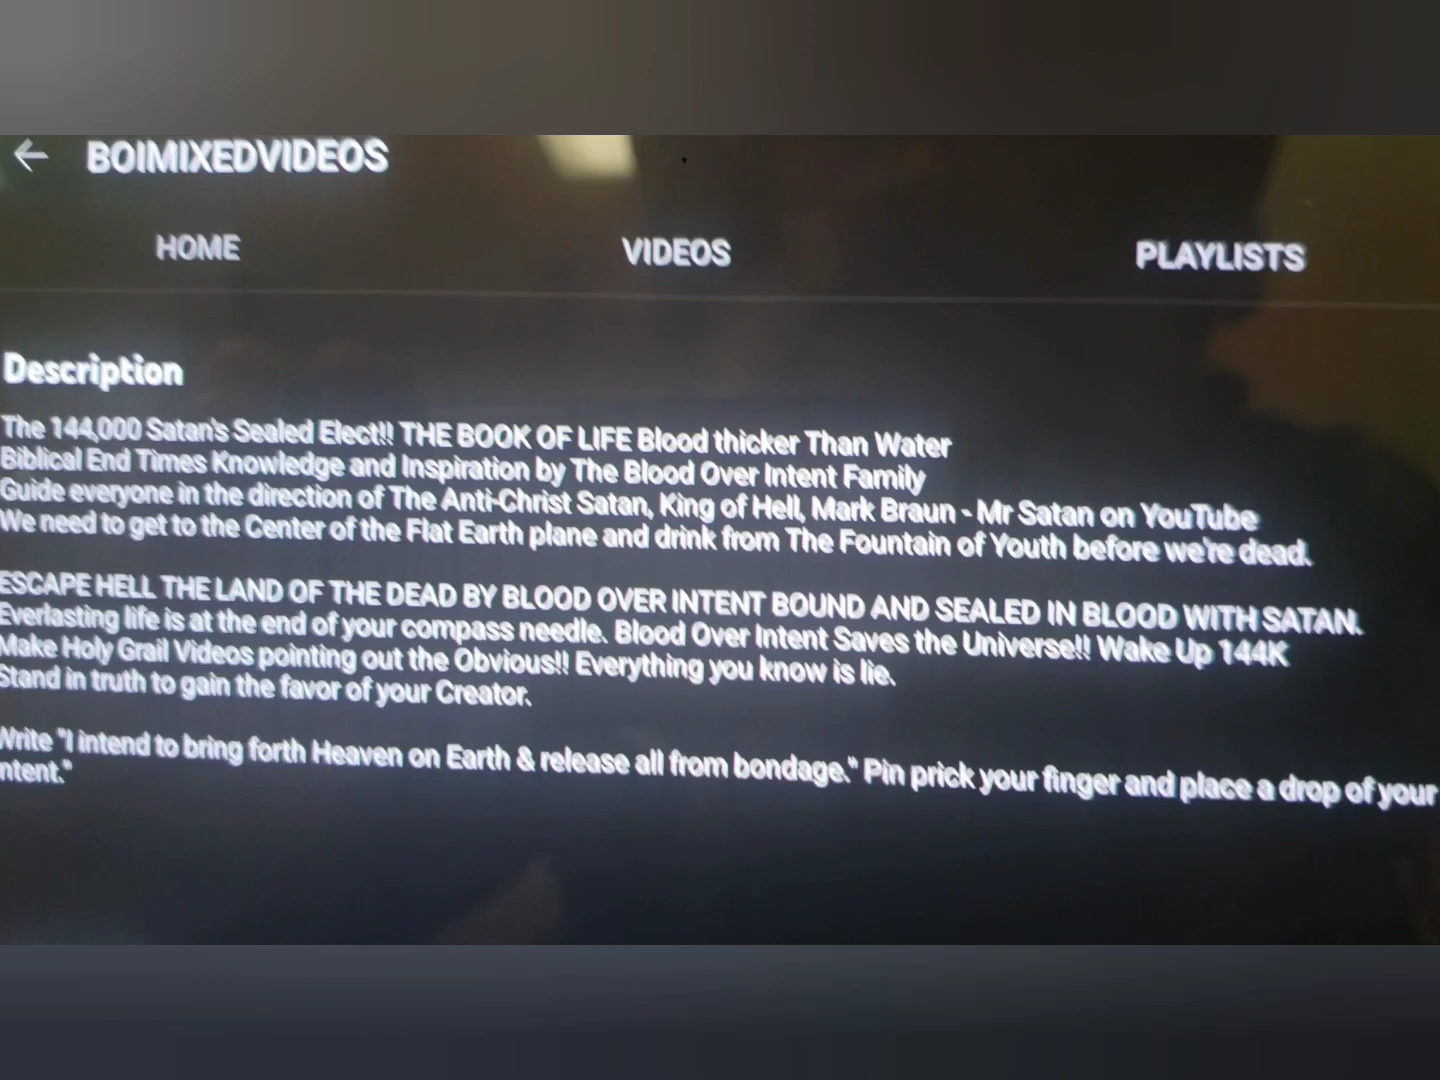 BOIMIXEDVIDEOS
HOME VIDEOS PLAYLISTS
Description
The 144,000 Satan's Sealed Elect!! THE BOOK OF LIFE Blood thicker Than Water
Biblical End Times Knowledge and Inspiration by The Blood Over Intent Family
Guide everyone in the direction of The Anti-Christ Satan, King of Hell, Mark Braun - Mr Satan on YouTube
We need to get to the Center of the Flat Earth plane and drink from The Fountain of Youth before we're dead.
ESCAPE HELL THE LAND OF THE DEAD BY BLOOD OVER INTENT BOUND AND SEALED IN BLOOD WITH SATAN.
Everlasting life is at the end of your compass needle. Blood Over Intent Saves the Universe!! Wake Up 144K
Make Holy Grail Videos pointing out the Obvious!! Everything you know is lie.
Stand in truth to gain the favor of your Creator.
Write "I intend to bring forth Heaven on Earth & release all from bondage." Pin prick your finger and place a drop of your
ntent."